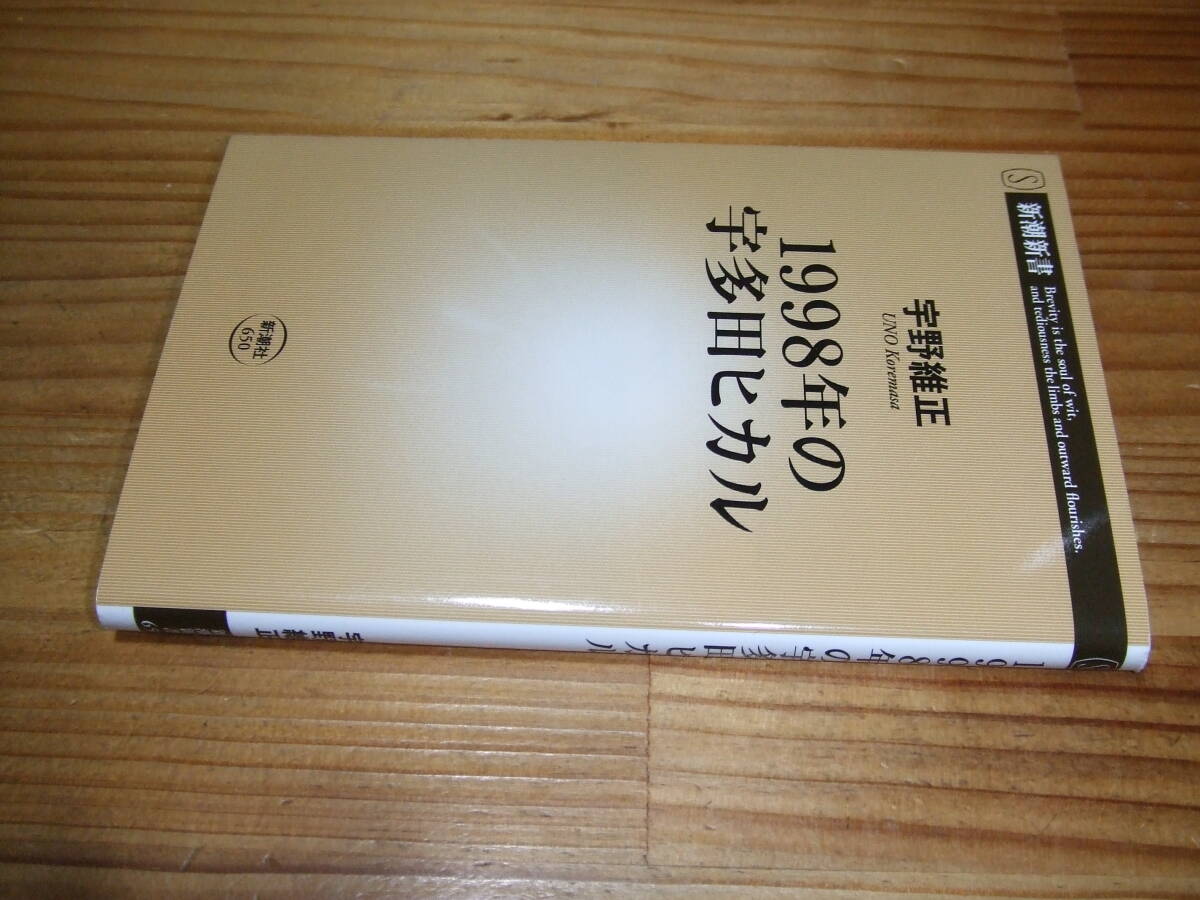 新潮新書
Brevity is the soul of wit,
and tediousness the limbs and outward flourishes,
宇野維正
UNO Koremasa
1998年の
宇多田ヒカル
新潮社
650
1998年の宇多田ヒカル
宇野維正